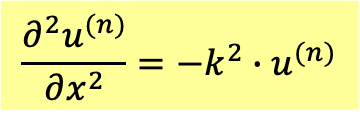 ∂²u⁽ⁿ⁾/∂x² = −k² · u⁽ⁿ⁾